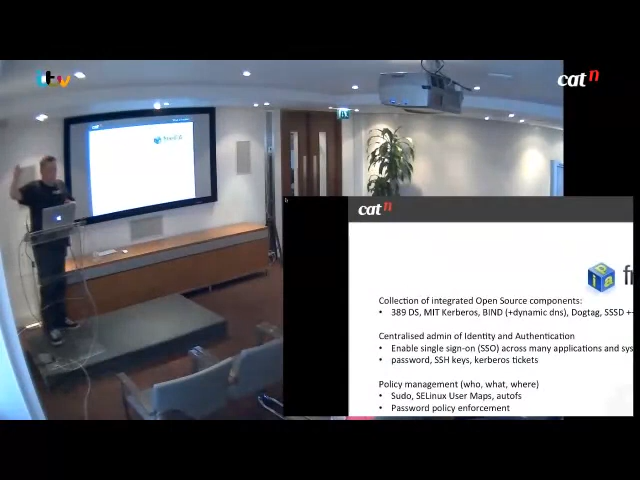 itv
cat n
cat n
fr
Collection of integrated Open Source components:
• 389 DS, MIT Kerberos, BIND (+dynamic dns), Dogtag, SSSD +
Centralised admin of Identity and Authentication
• Enable single sign-on (SSO) across many applications and sys
• password, SSH keys, kerberos tickets
Policy management (who, what, where)
• Sudo, SELinux User Maps, autofs
• Password policy enforcement